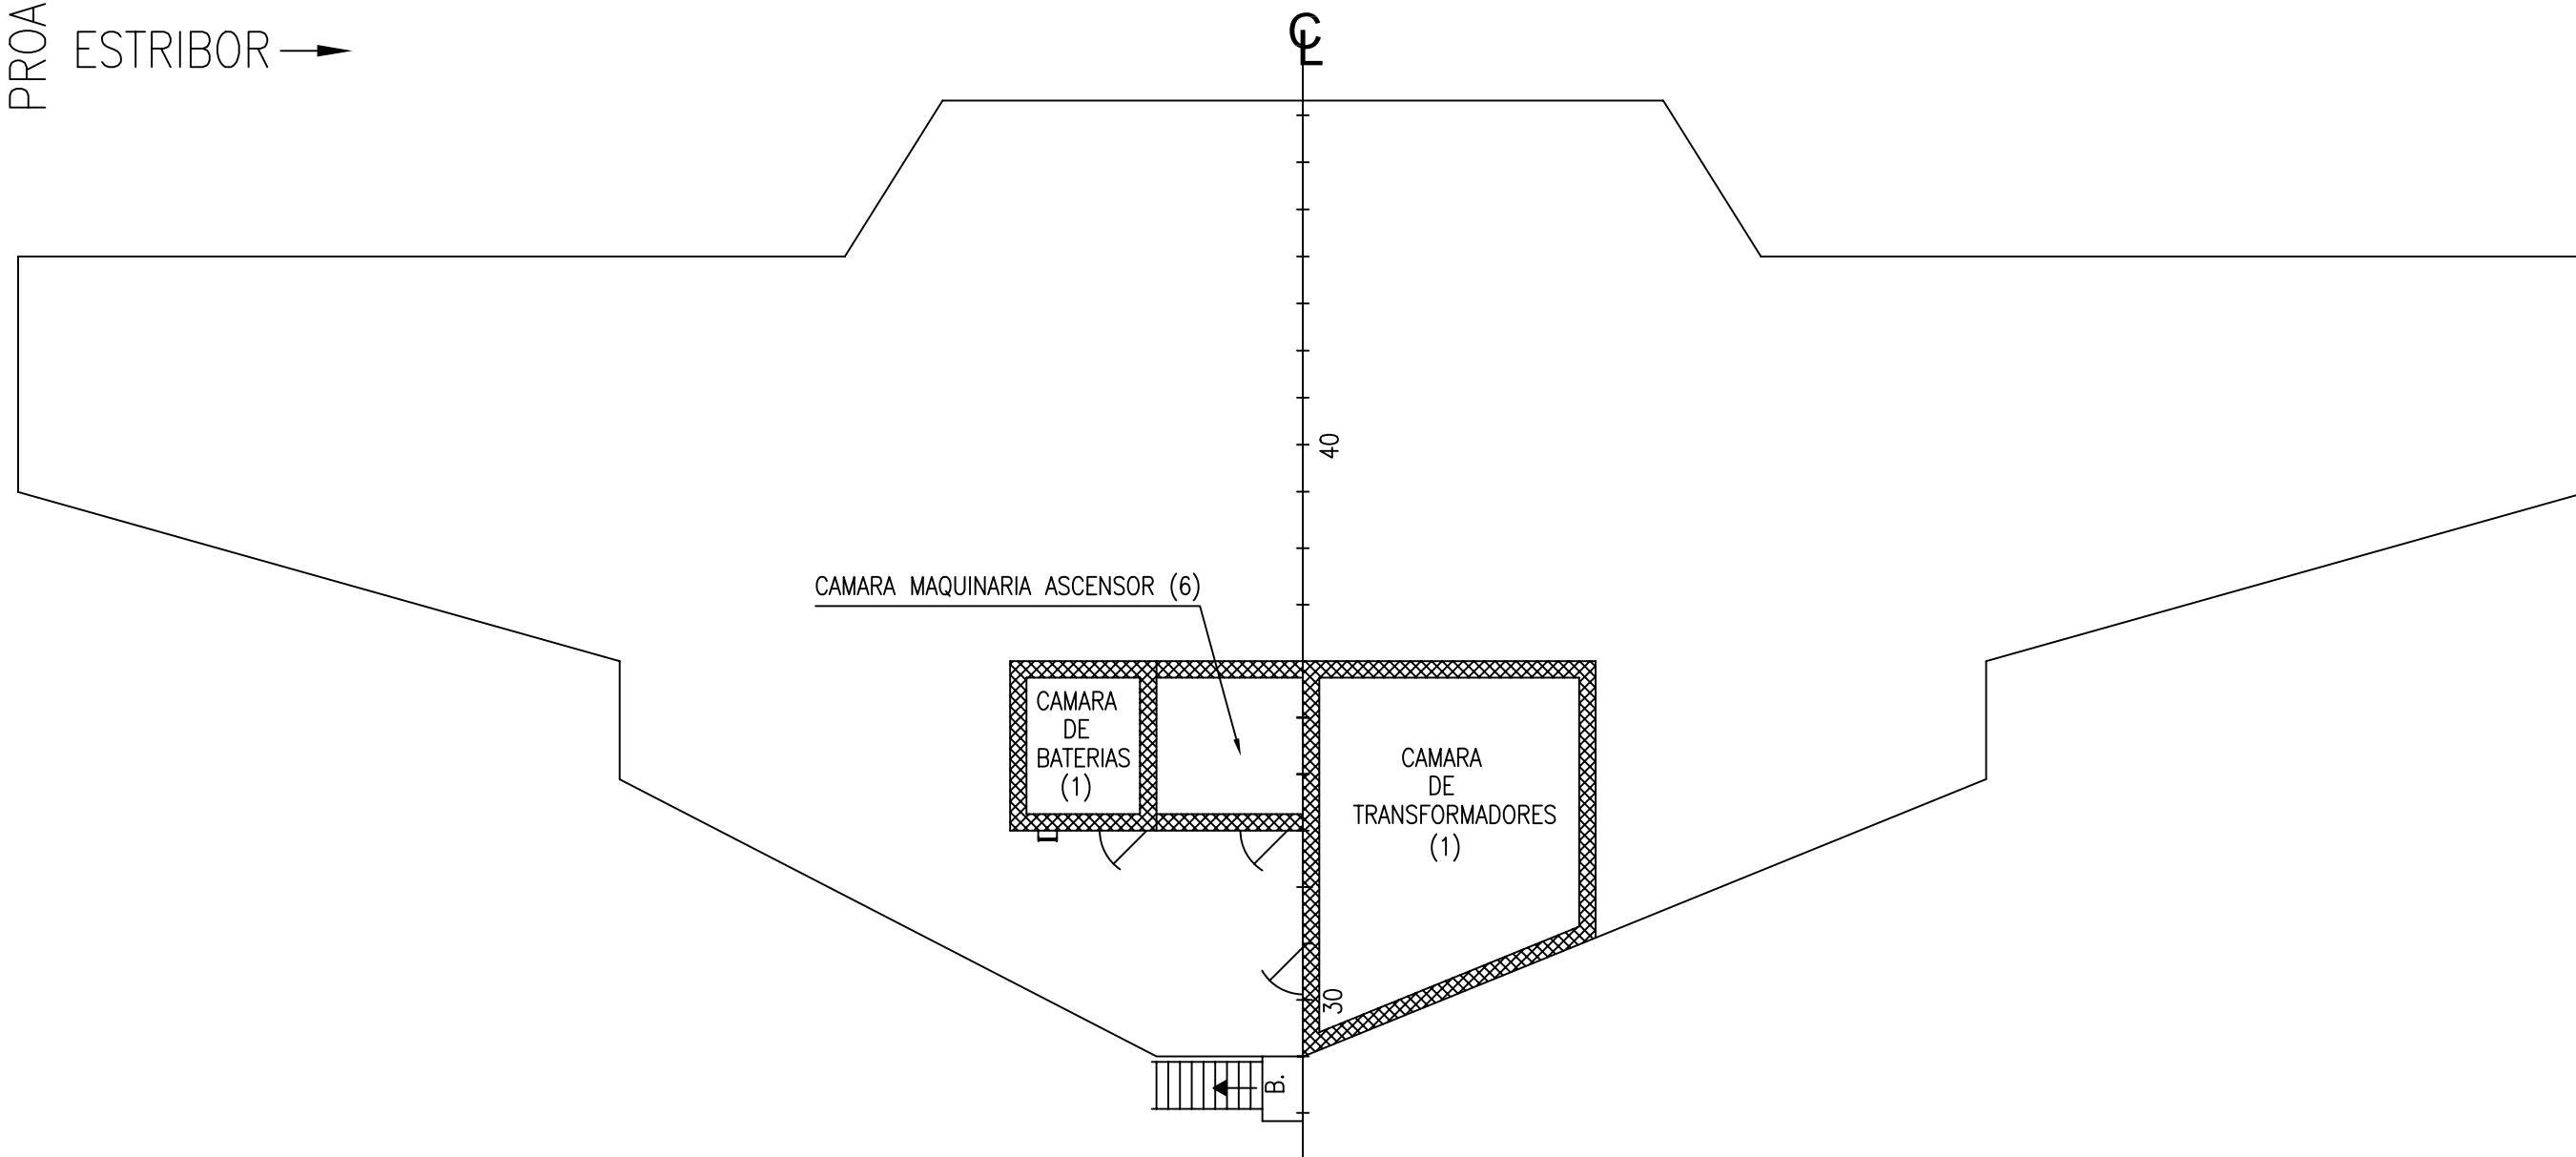 PROA
ESTRIBOR
CL
40
CAMARA MAQUINARIA ASCENSOR (6)
CAMARA
DE
BATERIAS
(1)
CAMARA
DE
TRANSFORMADORES
(1)
30
B.